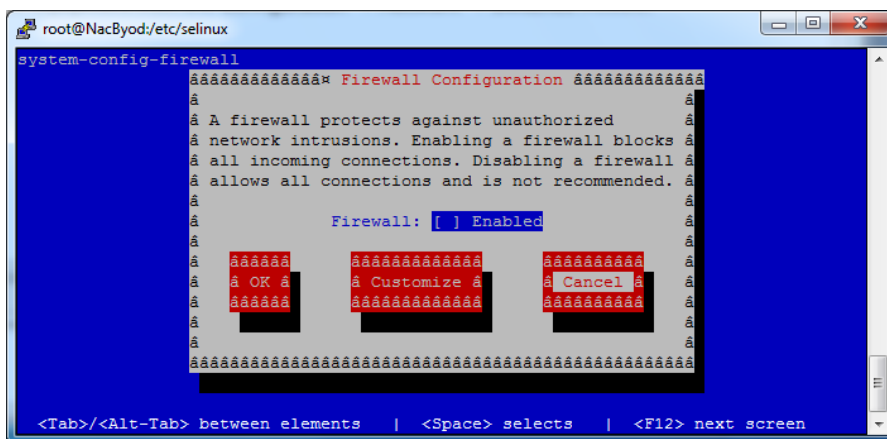 root@NacByod:/etc/selinux
system-config-firewall
âââââââââââââ¤ Firewall Configuration âââââââââââââ
â â
â A firewall protects against unauthorized â
â network intrusions. Enabling a firewall blocks â
â all incoming connections. Disabling a firewall â
â allows all connections and is not recommended. â
â â
â Firewall: [ ] Enabled â
â â
â ââââââ âââââââââââââ ââââââââââ â
â â OK â â Customize â â Cancel â â
â ââââââ âââââââââââââ ââââââââââ â
â â
â â
ââââââââââââââââââââââââââââââââââââââââââââââââââ
<Tab>/<Alt-Tab> between elements | <Space> selects | <F12> next screen